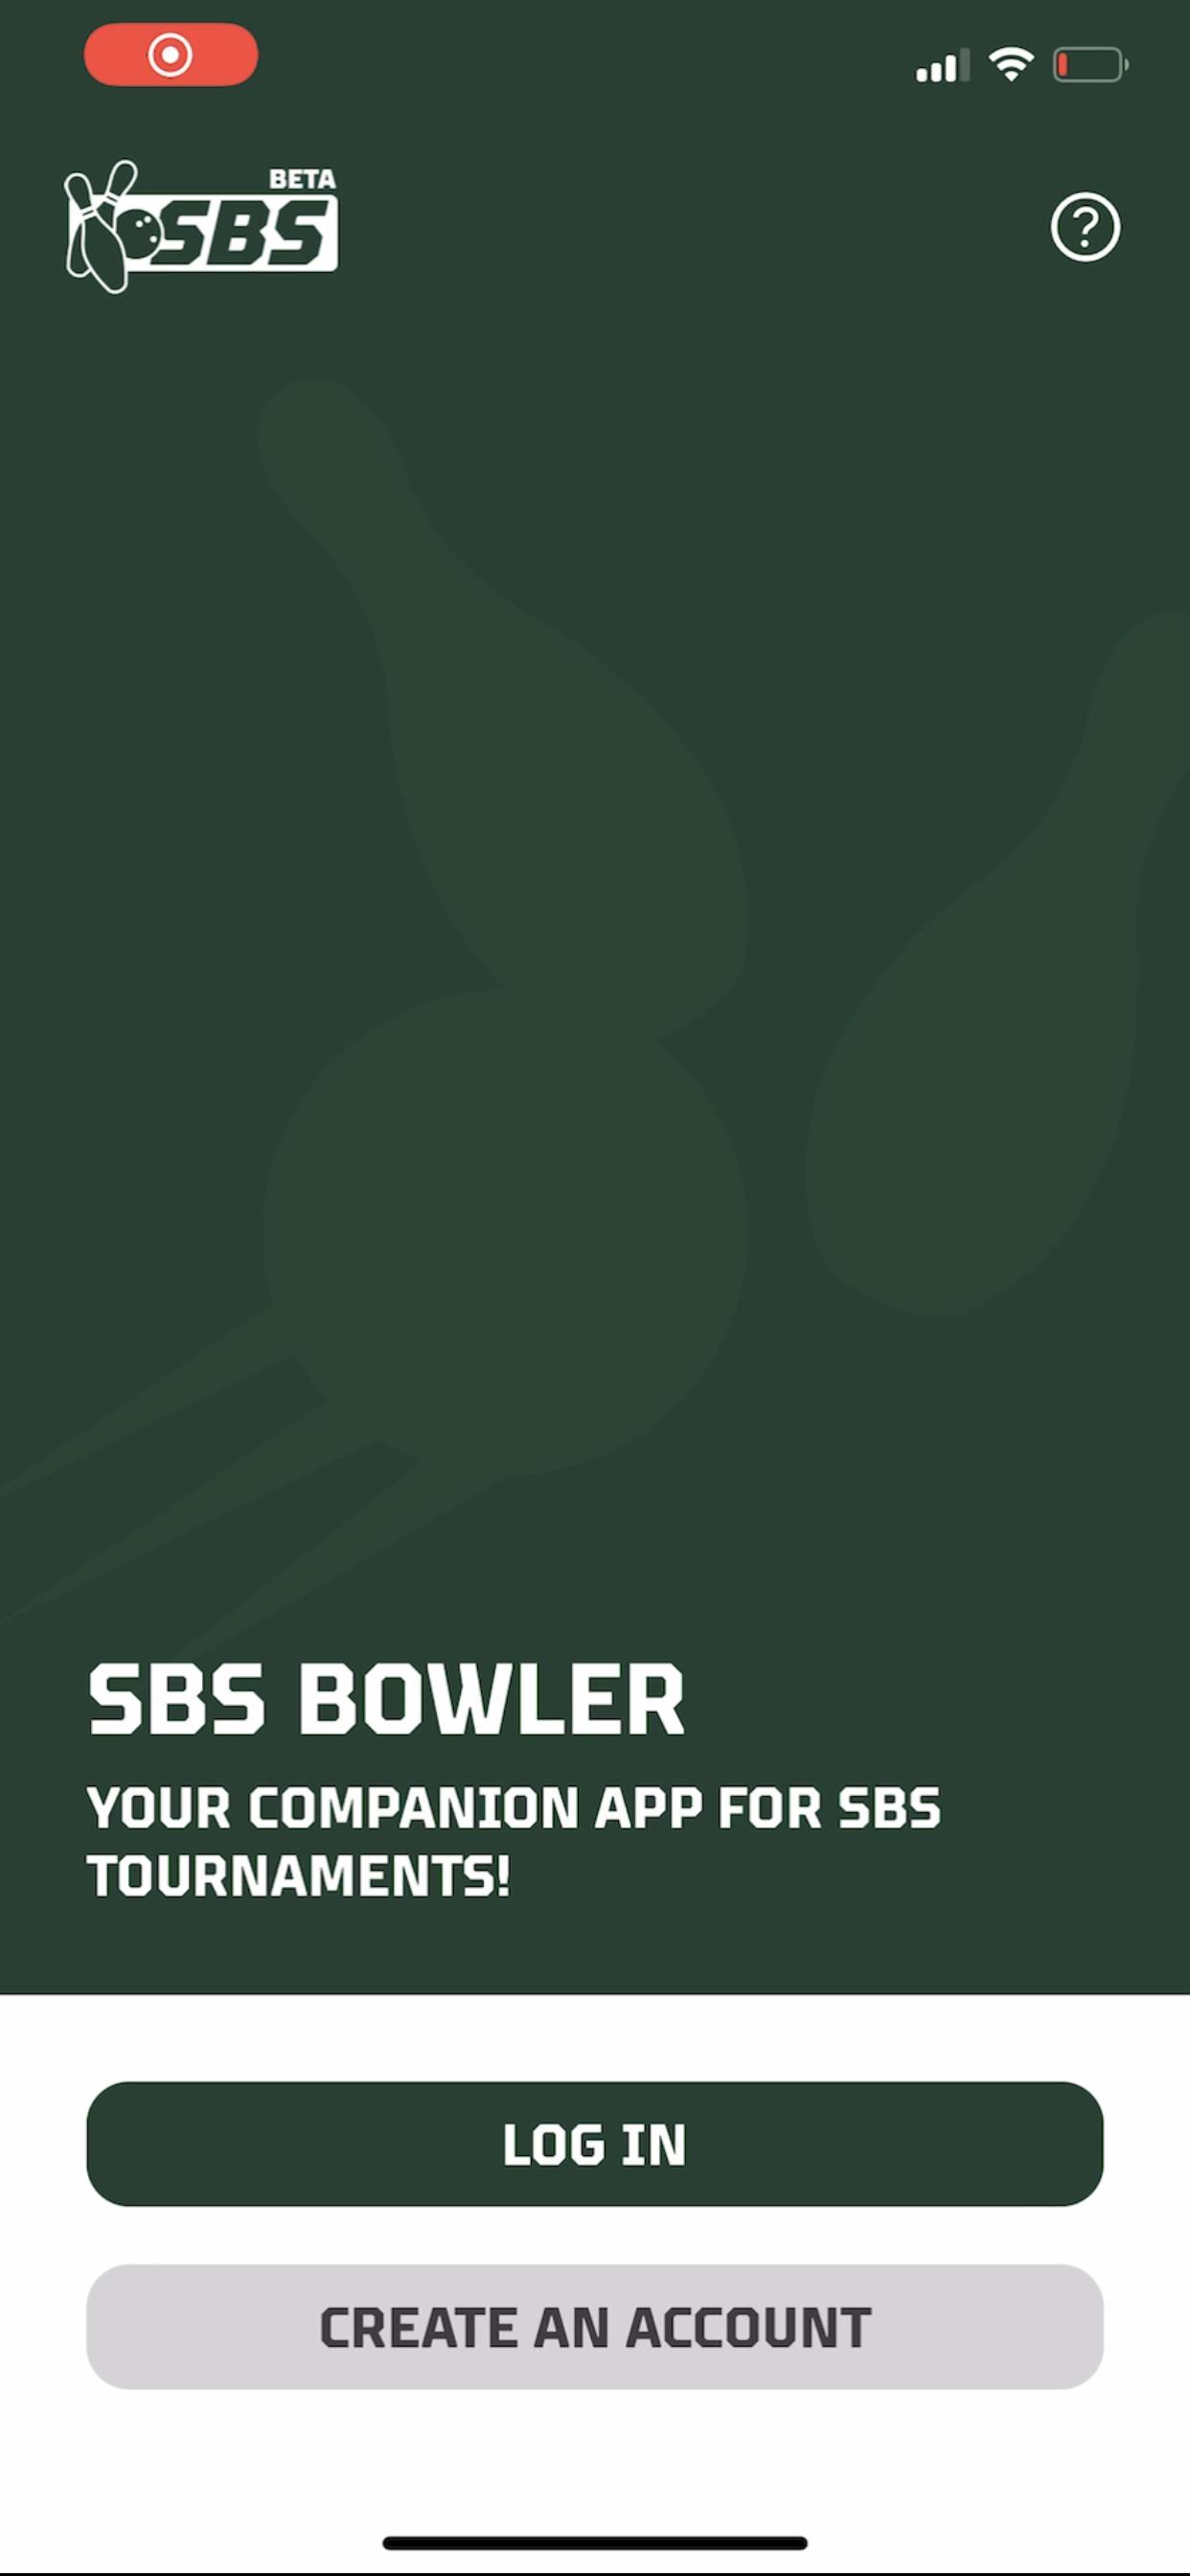 BETA
SBS
?
SBS BOWLER
YOUR COMPANION APP FOR SBS
TOURNAMENTS!
LOG IN
CREATE AN ACCOUNT